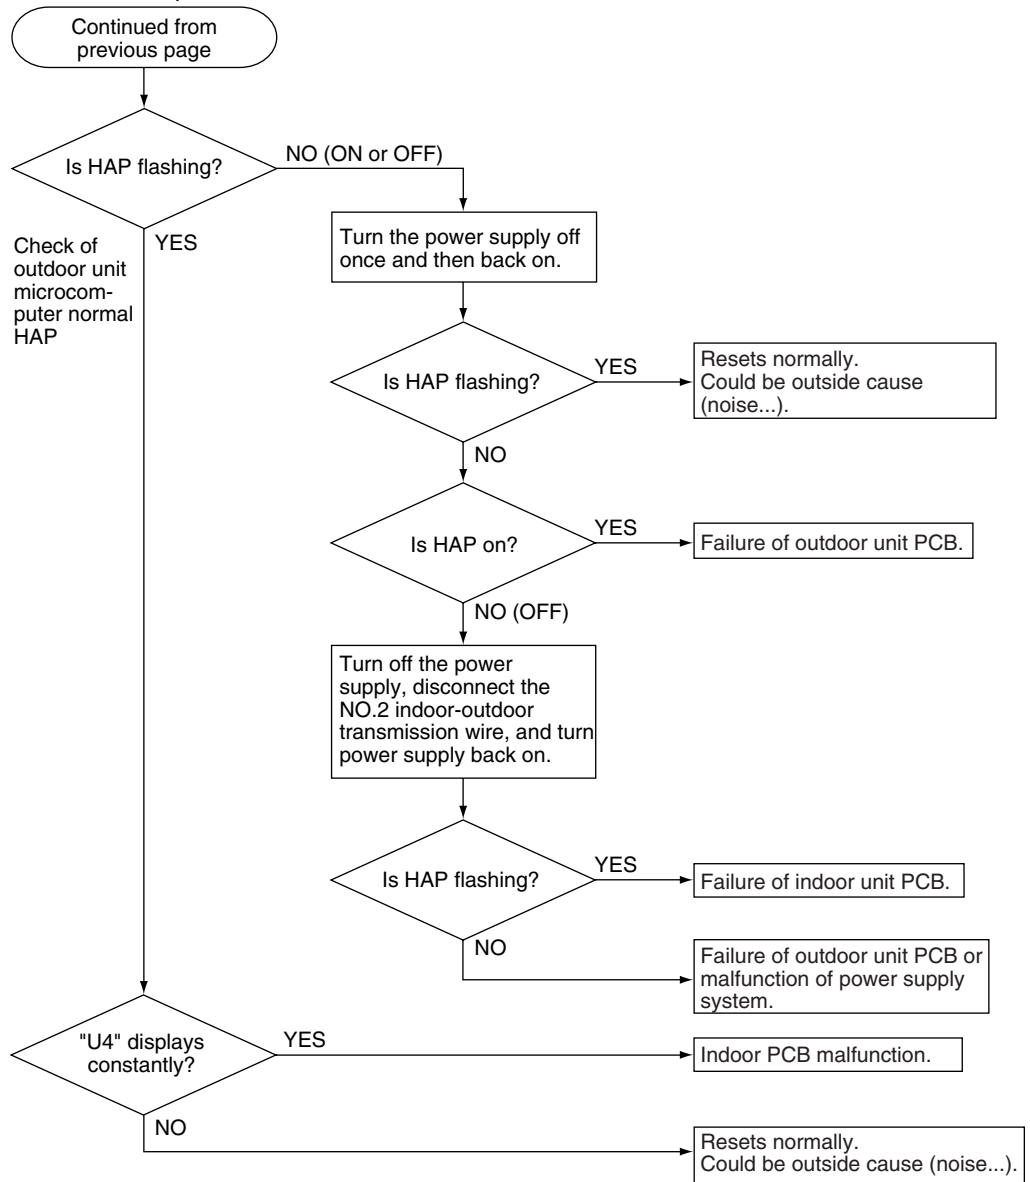 Continued from
previous page
Is HAP flashing?
NO (ON or OFF)
YES
Check of
outdoor unit
microcom-
puter normal
HAP
Turn the power supply off
once and then back on.
Is HAP flashing?
YES
Resets normally.
Could be outside cause
(noise...).
NO
Is HAP on?
YES
Failure of outdoor unit PCB.
NO (OFF)
Turn off the power
supply, disconnect the
NO.2 indoor-outdoor
transmission wire, and turn
power supply back on.
Is HAP flashing?
YES
Failure of indoor unit PCB.
NO
Failure of outdoor unit PCB or
malfunction of power supply
system.
"U4" displays
constantly?
YES
Indoor PCB malfunction.
NO
Resets normally.
Could be outside cause (noise...).